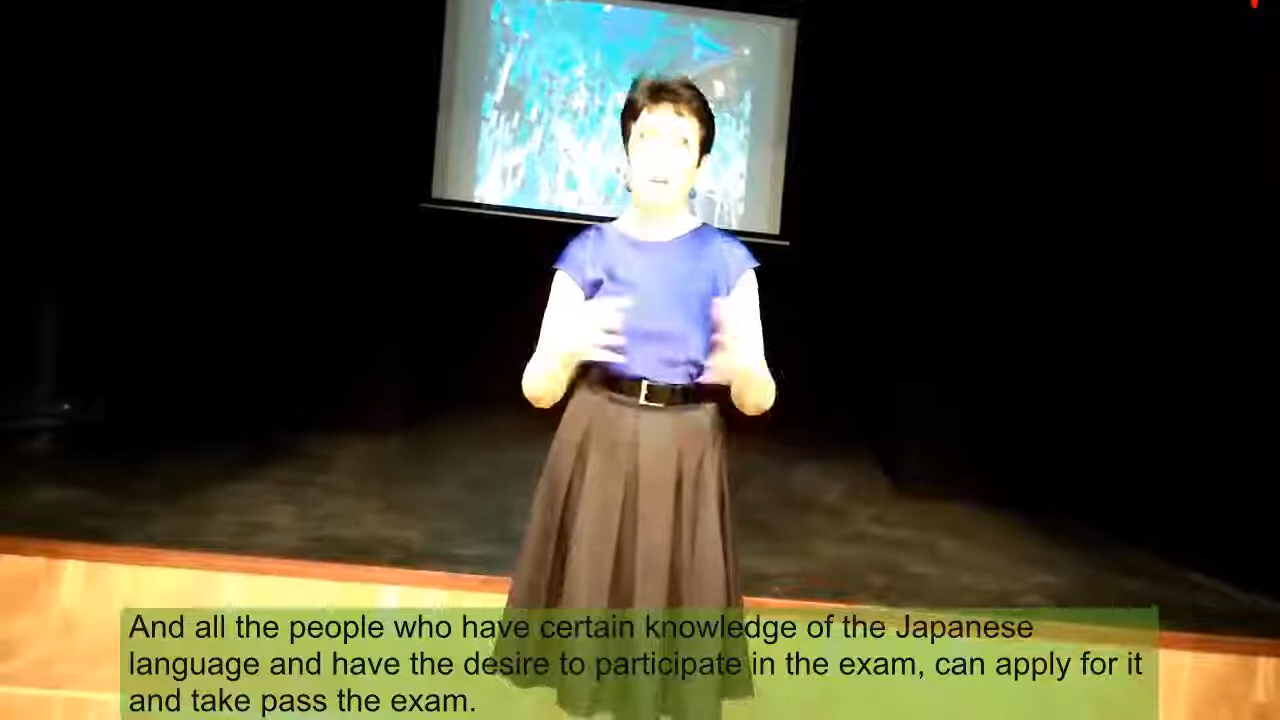 And all the people who have certain knowledge of the Japanese
language and have the desire to participate in the exam, can apply for it
and take pass the exam.